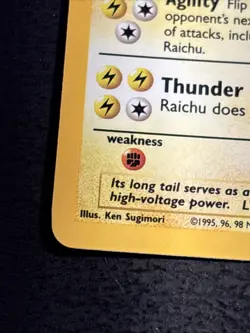 Agility Flip
opponent's nex
of attacks, incl
Raichu.
Thunder
Raichu does
weakness
Its long tail serves as a
high-voltage power. L
Illus. Ken Sugimori ©1995, 96, 98 N